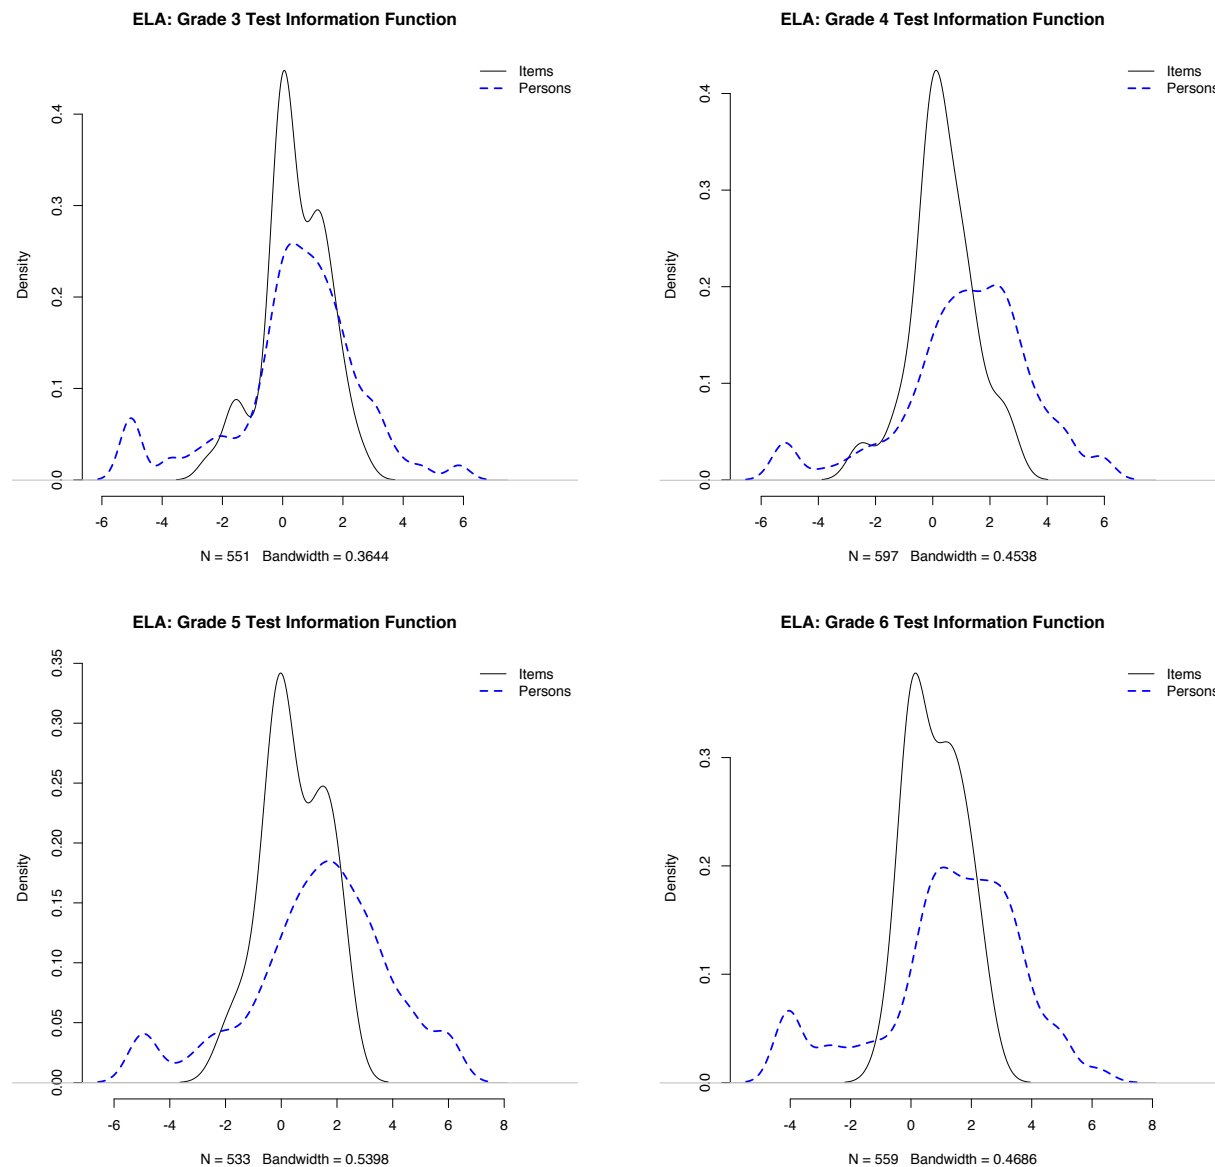 ELA: Grade 3 Test Information Function
Items
Persons
Density
0.4
0.3
0.2
0.1
0.0
-6 -4 -2 0 2 4 6
N = 551 Bandwidth = 0.3644
ELA: Grade 4 Test Information Function
Items
Persons
Density
0.4
0.3
0.2
0.1
0.0
-6 -4 -2 0 2 4 6
N = 597 Bandwidth = 0.4538
ELA: Grade 5 Test Information Function
Items
Persons
Density
0.35
0.30
0.25
0.20
0.15
0.10
0.05
0.00
-6 -4 -2 0 2 4 6 8
N = 533 Bandwidth = 0.5398
ELA: Grade 6 Test Information Function
Items
Persons
Density
0.3
0.2
0.1
0.0
-4 -2 0 2 4 6 8
N = 559 Bandwidth = 0.4686